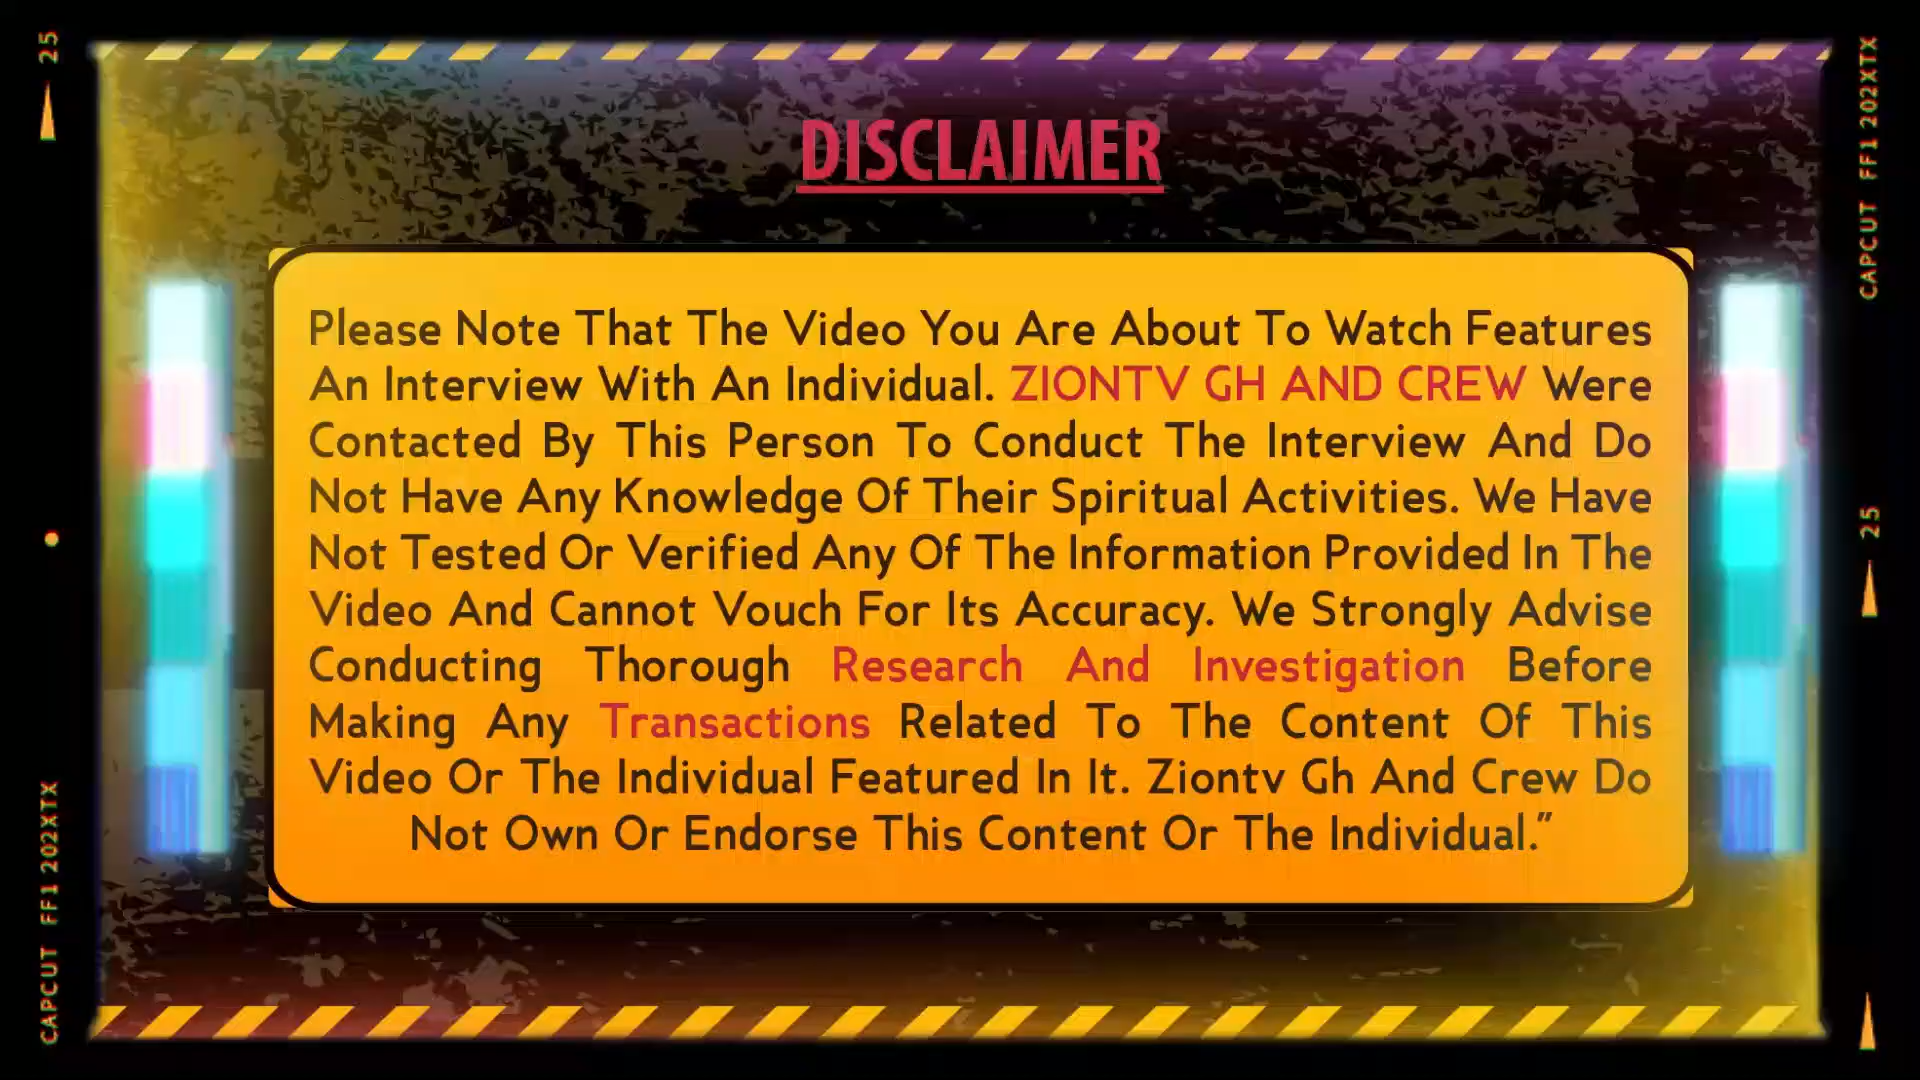 25
CAPCUT FF1 202XTX
DISCLAIMER
Please Note That The Video You Are About To Watch Features
An Interview With An Individual. ZIONTV GH AND CREW Were
Contacted By This Person To Conduct The Interview And Do
Not Have Any Knowledge Of Their Spiritual Activities. We Have
Not Tested Or Verified Any Of The Information Provided In The
Video And Cannot Vouch For Its Accuracy. We Strongly Advise
Conducting Thorough Research And Investigation Before
Making Any Transactions Related To The Content Of This
Video Or The Individual Featured In It. Ziontv Gh And Crew Do
Not Own Or Endorse This Content Or The Individual.”
25
CAPCUT FF1 202XTX